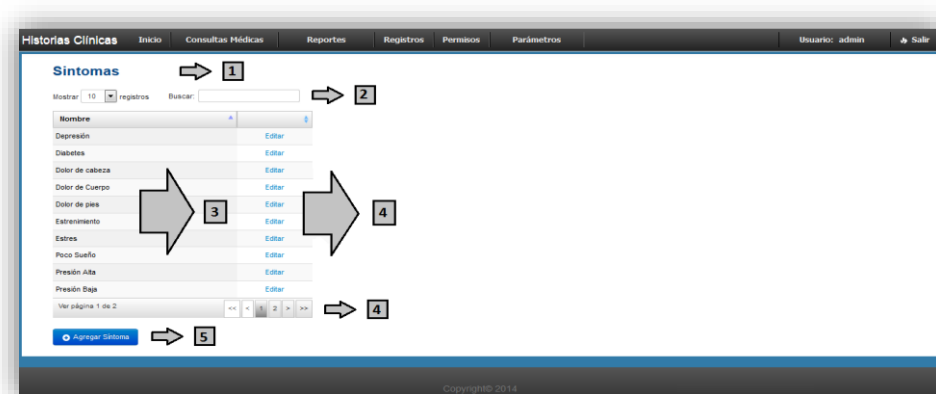 Historias Clínicas Inicio Consultas Médicas Reportes Registros Permisos Parámetros Usuario: admin Salir
Sintomas 1
Mostrar 10 registros Buscar: 2
Nombre
Depresión Editar
Diabetes Editar
Dolor de cabeza Editar
Dolor de Cuerpo Editar
Dolor de pies Editar
3 4
Estrenimiento Editar
Estres Editar
Poco Sueño Editar
Presión Alta Editar
Presión Baja Editar
Ver página 1 de 2 << < 1 2 > >> 4
Agregar Sintoma 5
Copyright© 2014